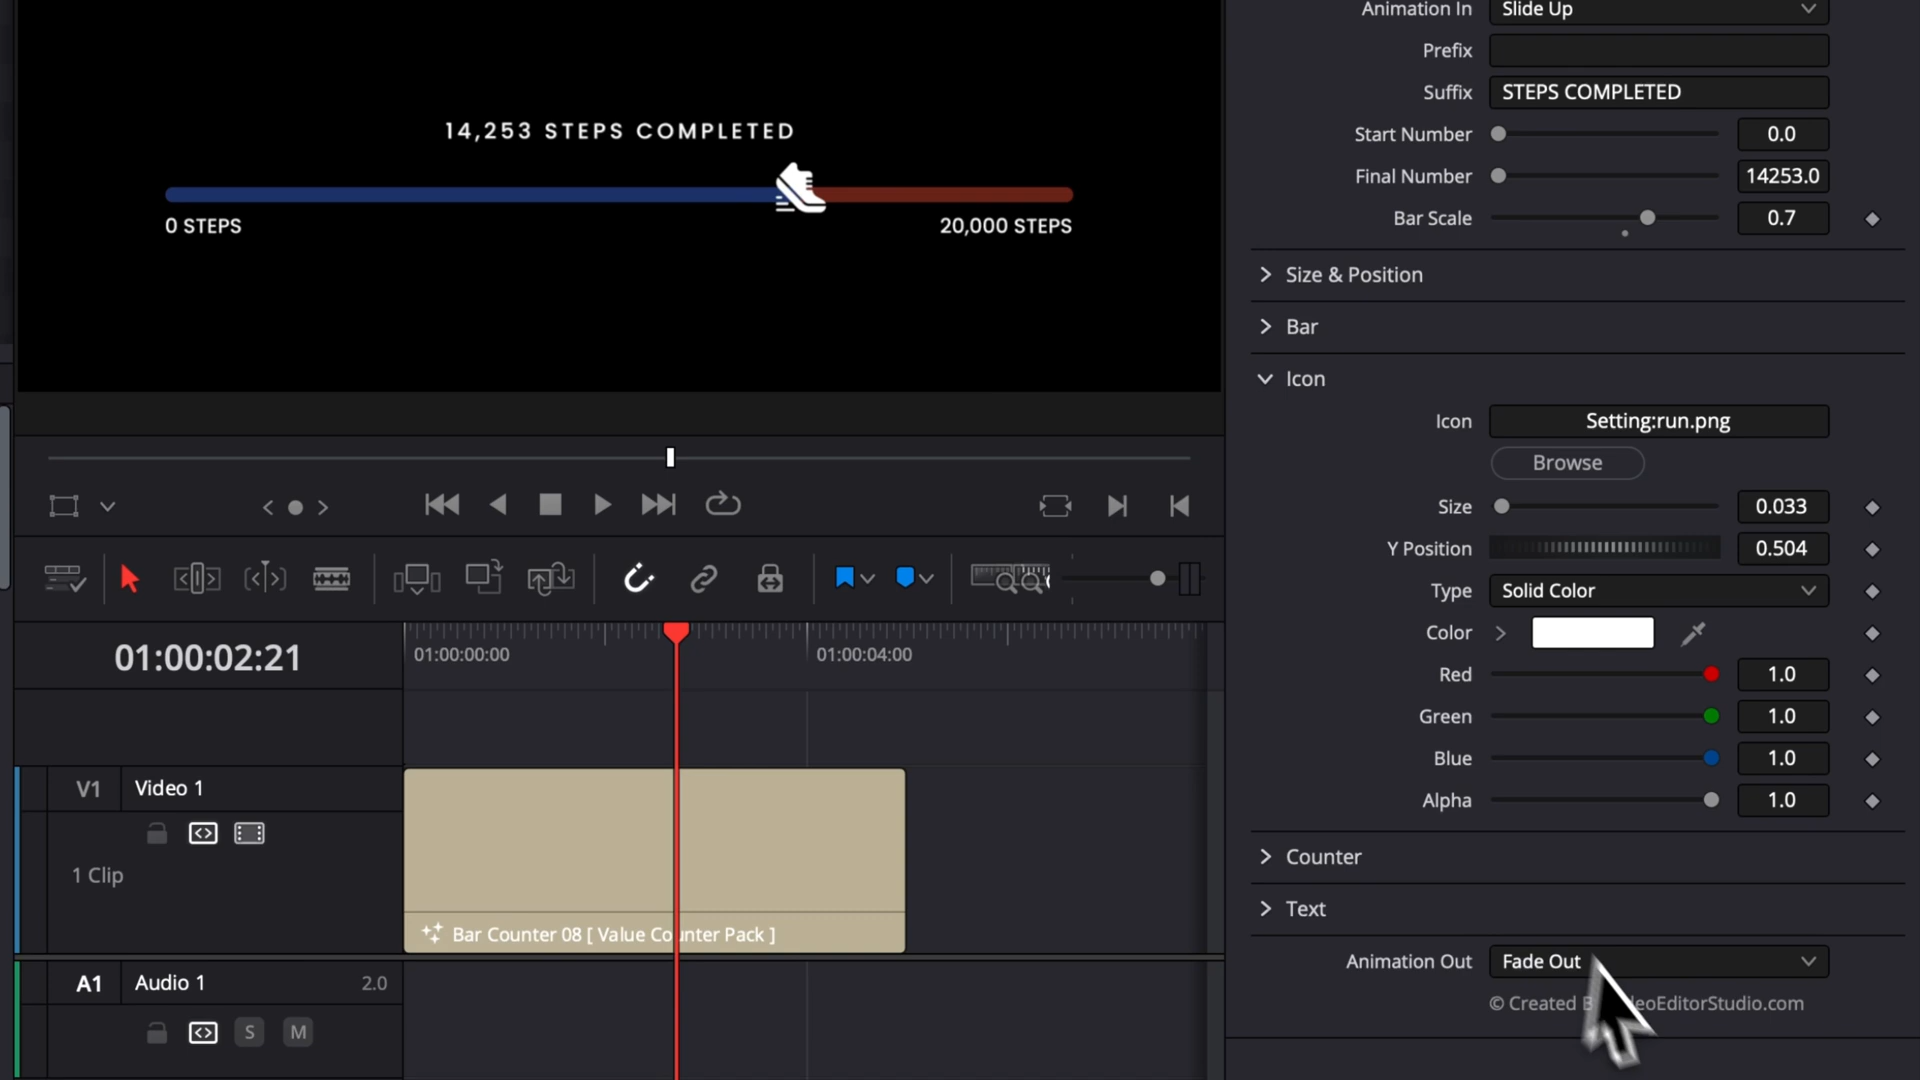 14,253 STEPS COMPLETED
0 STEPS
20,000 STEPS
Animation In
Slide Up
Prefix
Suffix
STEPS COMPLETED
Start Number
0.0
Final Number
14253.0
Bar Scale
0.7
Size & Position
Bar
Icon
Icon
Setting:run.png
Browse
Size
0.033
Y Position
0.504
Type
Solid Color
Color
Red
1.0
Green
1.0
Blue
1.0
Alpha
1.0
Counter
Text
Animation Out
Fade Out
© Created
eoEditorStudio.com
01:00:02:21
01:00:00:00
01:00:04:00
V1
Video 1
1 Clip
Bar Counter 08 [ Value Counter Pack ]
A1
Audio 1
2.0
S
M